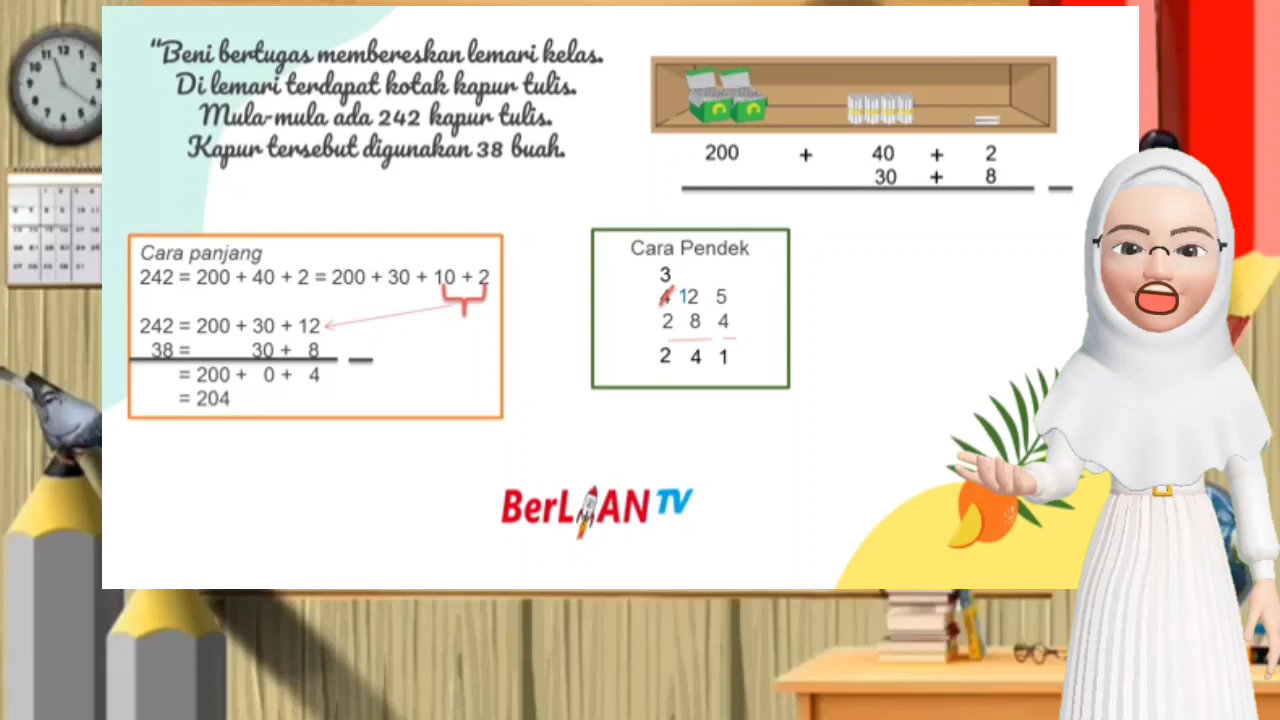 "Beni bertugas membereskan lemari kelas.
Di lemari terdapat kotak kapur tulis.
Mula-mula ada 242 kapur tulis.
Kapur tersebut digunakan 38 buah.
200 + 40 + 2
30 + 8
Cara panjang
242 = 200 + 40 + 2 = 200 + 30 + 10 + 2
242 = 200 + 30 + 12
38 = 30 + 8
= 200 + 0 + 4
= 204
Cara Pendek
3
4 12 5
2 8 4
2 4 1
BerLIAN TV